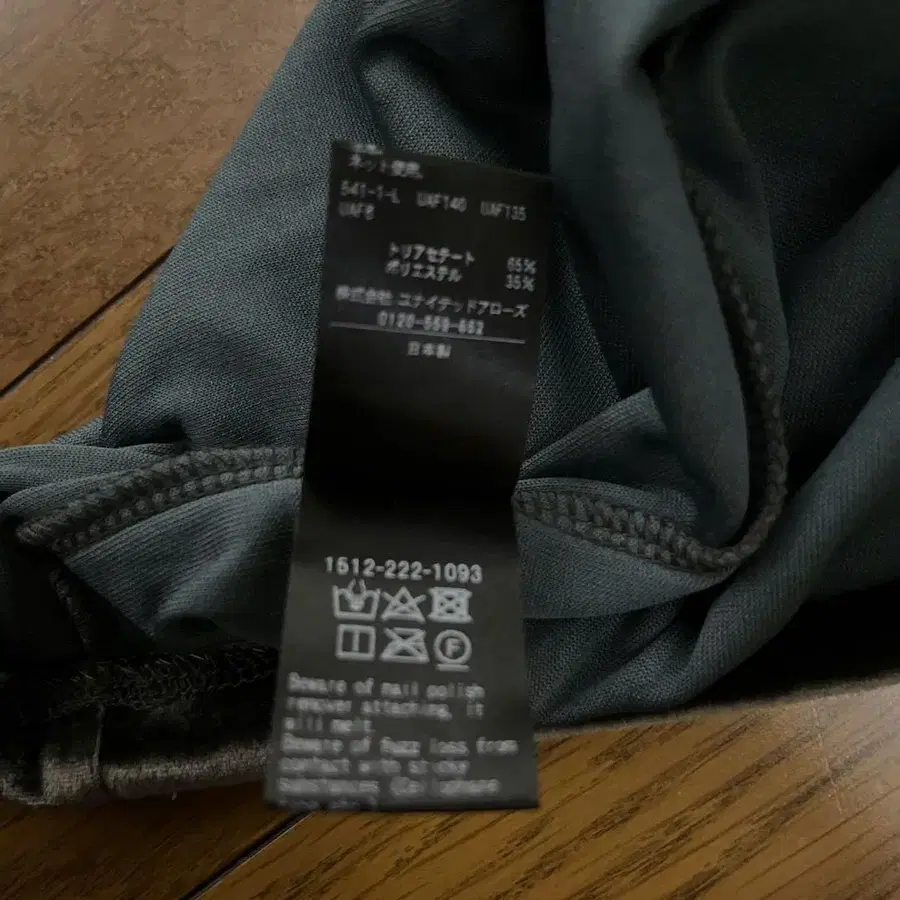 ネット使用。
541-1-L UAF140 UAF135
UAF8
トリアセテート 65%
ポリエステル 35%
株式会社 ユナイテッドアローズ
0120-559-652
日本製
1512-222-1093
F
Beware of nail polish
remover attaching, it
will melt.
Beware of fuzz loss from
contact with sticky
substances (Cellophane